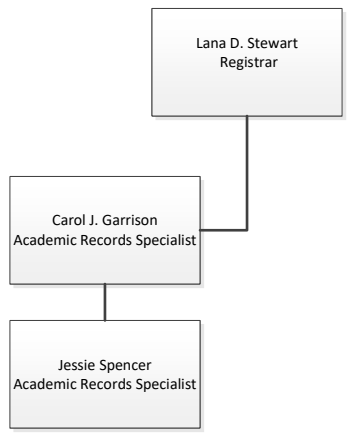 Lana D. Stewart
Registrar
Carol J. Garrison
Academic Records Specialist
Jessie Spencer
Academic Records Specialist